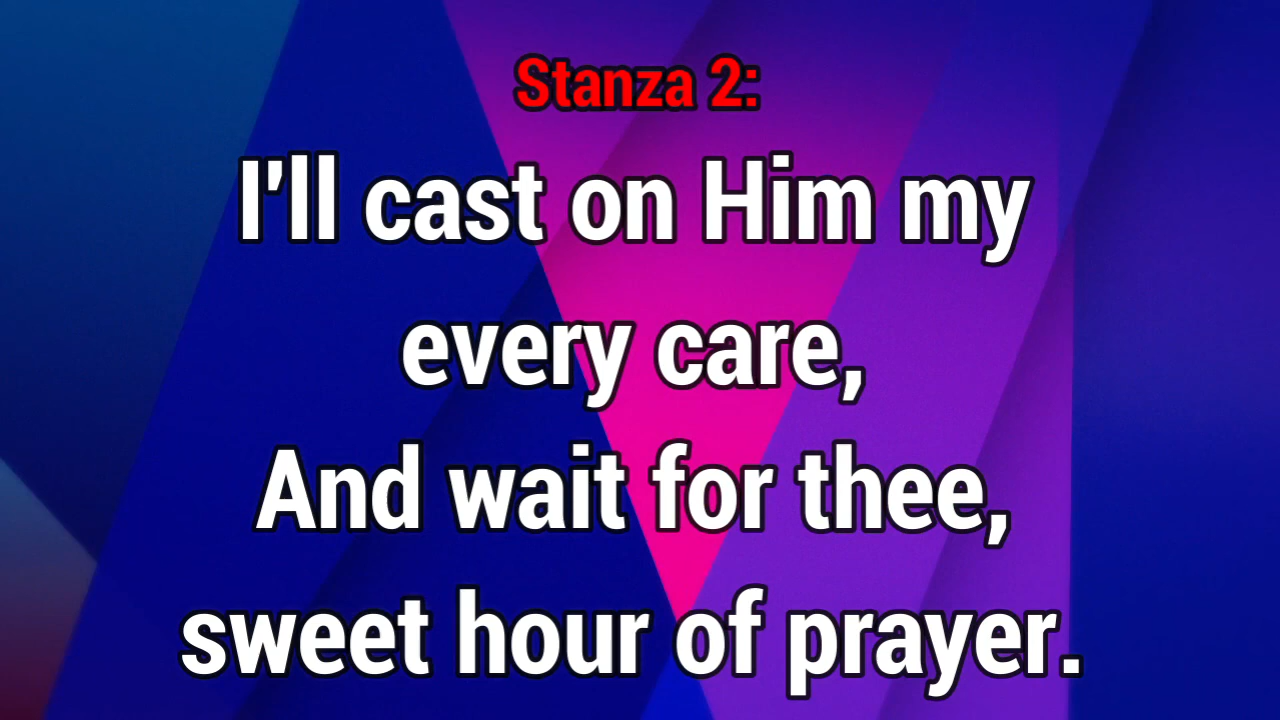 Stanza 2:
I'll cast on Him my
every care,
And wait for thee,
sweet hour of prayer.